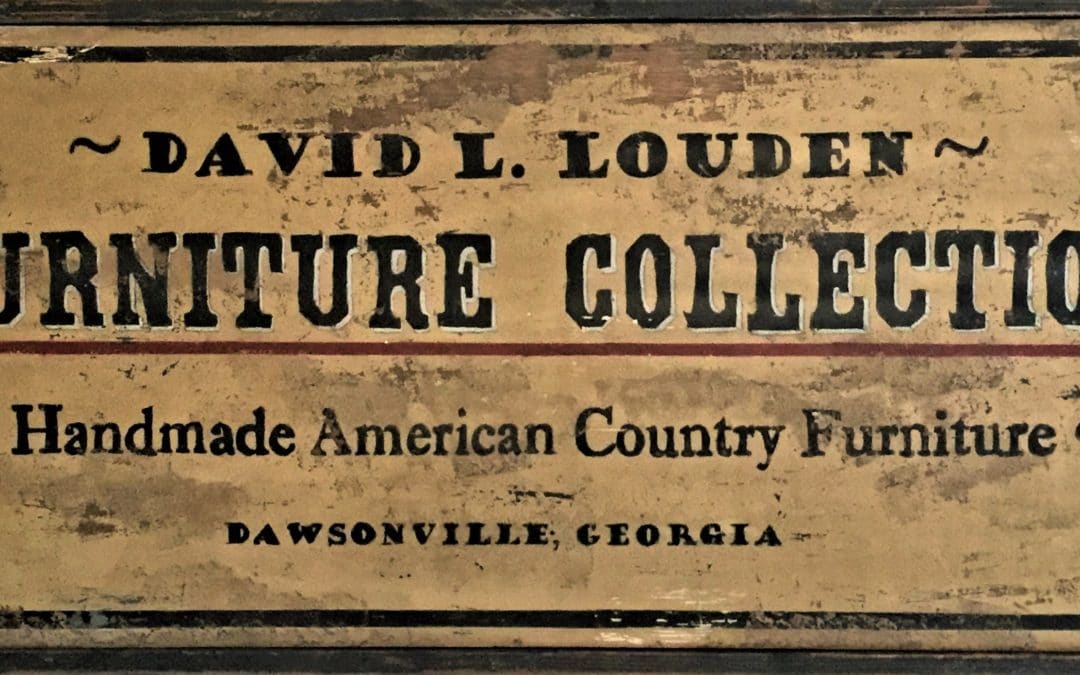 ~ DAVID L. LOUDEN ~
URNITURE COLLECTIO
Handmade American Country Furniture
DAWSONVILLE, GEORGIA